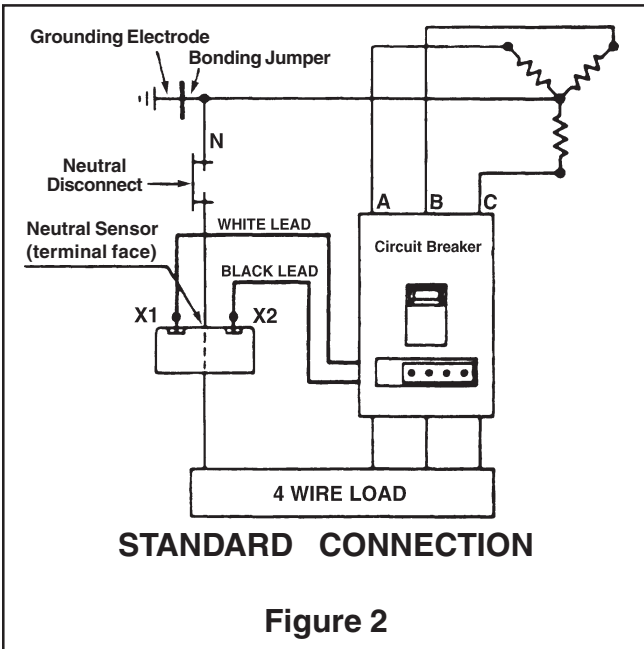 Grounding Electrode
Bonding Jumper
N
Neutral
Disconnect
Neutral Sensor
(terminal face)
WHITE LEAD
BLACK LEAD
X1
X2
A B C
Circuit Breaker
4 WIRE LOAD
STANDARD CONNECTION
Figure 2